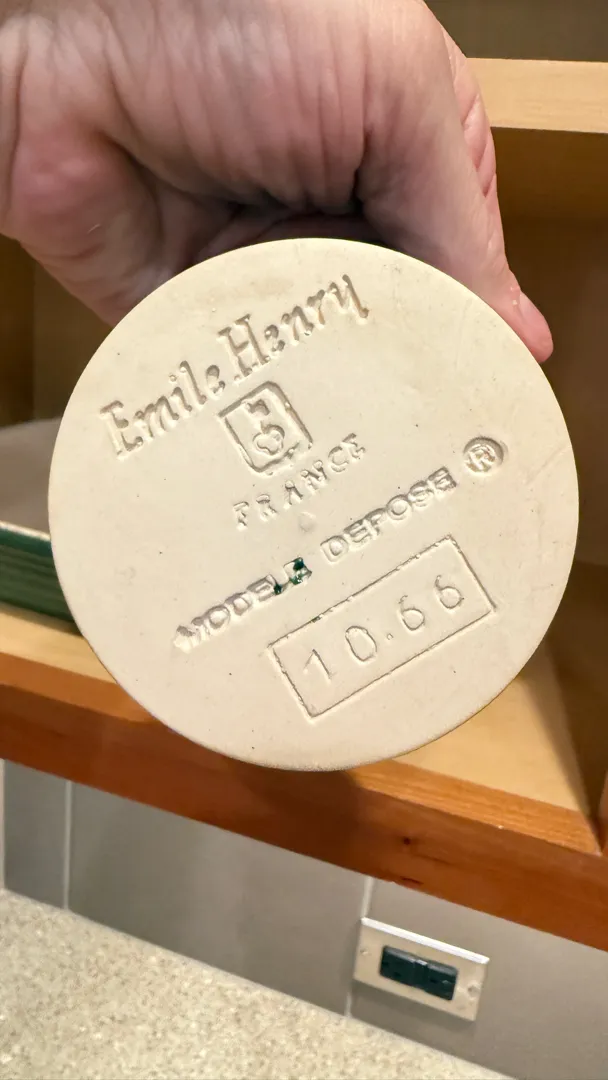 Emile Henry
FRANCE
MODELE DEPOSE ®
10.66